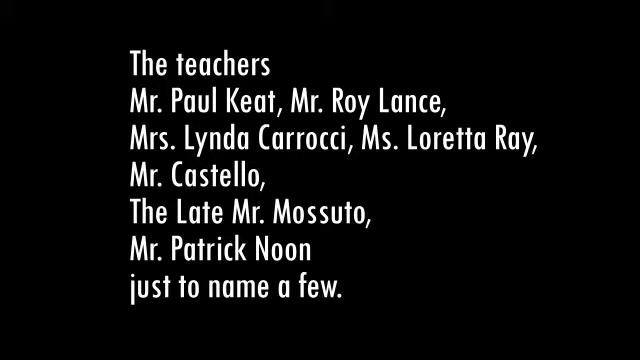 The teachers
Mr. Paul Keat, Mr. Roy Lance,
Mrs. Lynda Carrocci, Ms. Loretta Ray,
Mr. Castello,
The Late Mr. Mossuto,
Mr. Patrick Noon
just to name a few.